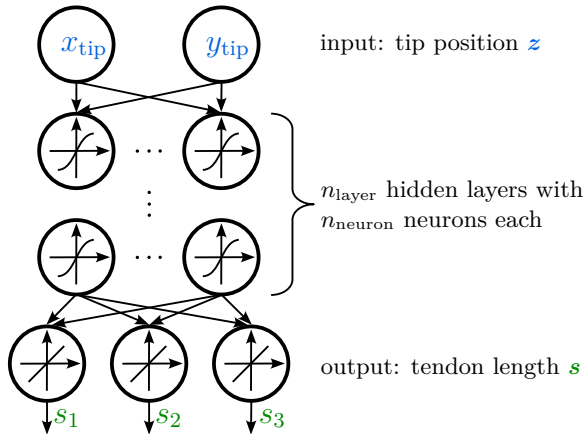 x_tip y_tip input: tip position z
... ...
n_layer hidden layers with
n_neuron neurons each
... ...
output: tendon length s
s_1 s_2 s_3